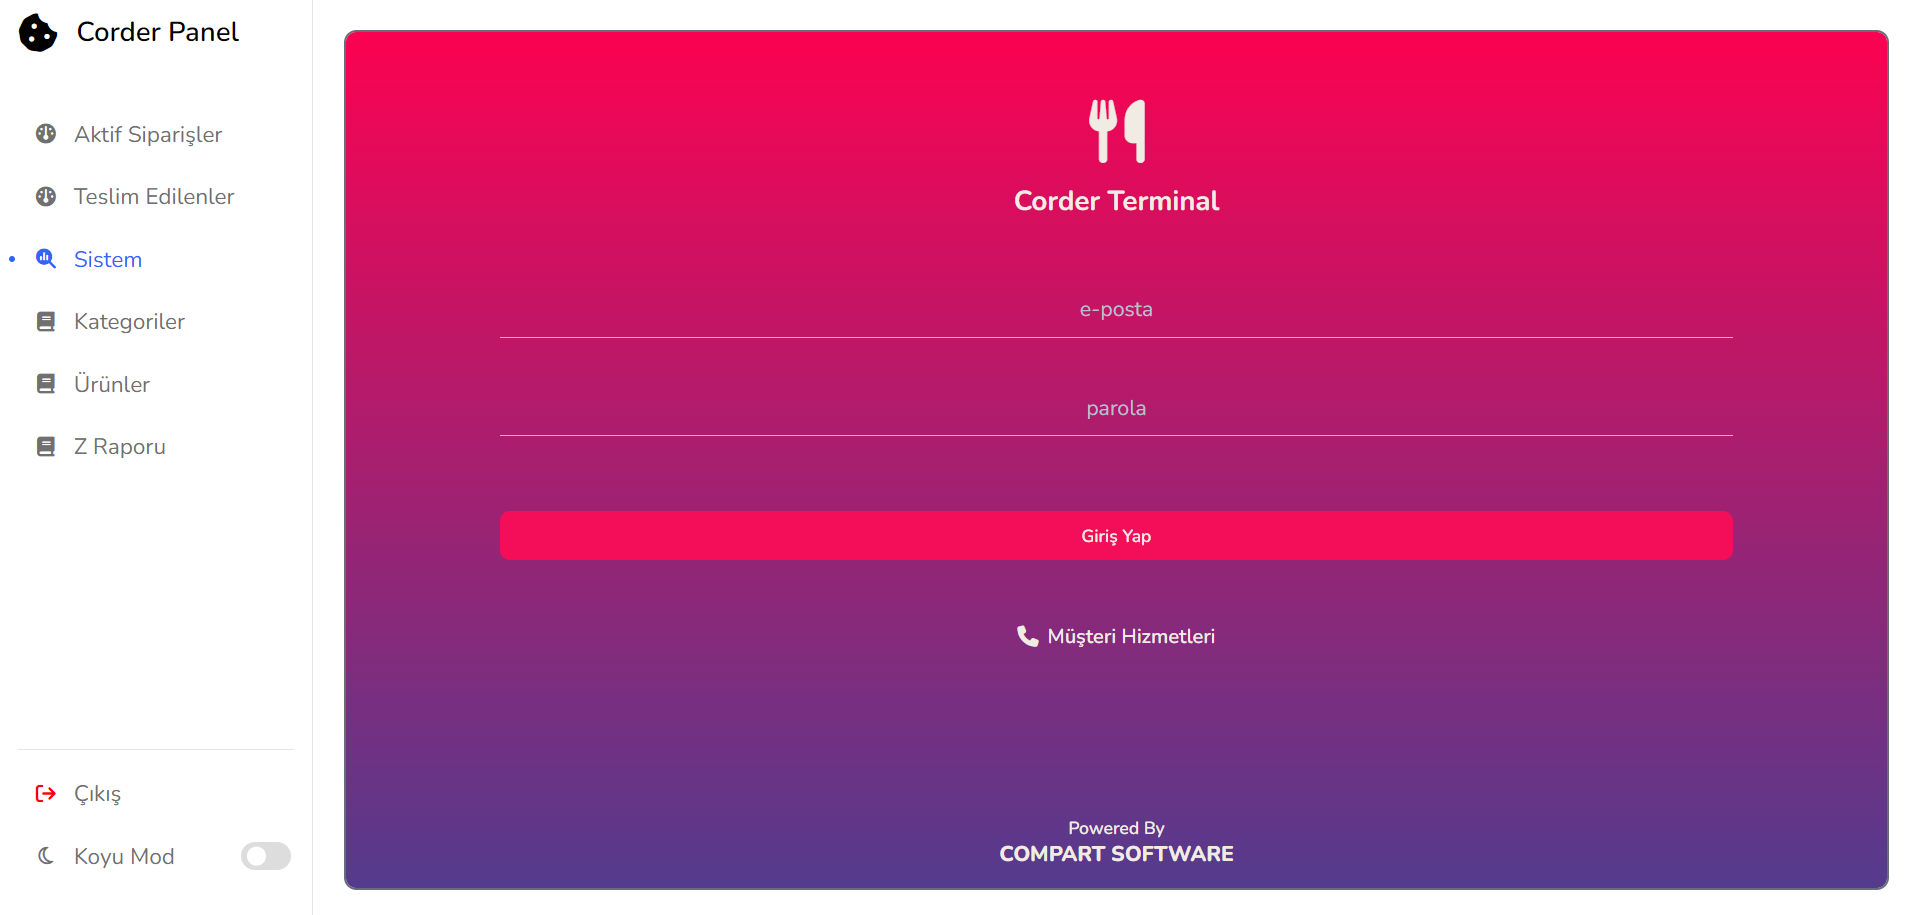 Corder Panel
Aktif Siparişler
Teslim Edilenler
Sistem
Kategoriler
Ürünler
Z Raporu
Çıkış
Koyu Mod
Corder Terminal
e-posta
parola
Giriş Yap
Müşteri Hizmetleri
Powered By
COMPART SOFTWARE